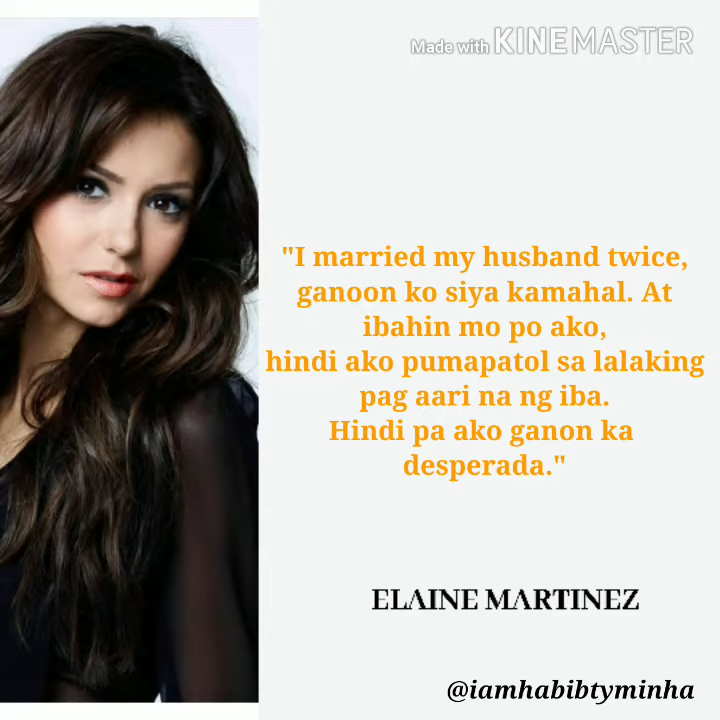 Made with KINEMASTER
"I married my husband twice,
ganoon ko siya kamahal. At
ibahin mo po ako,
hindi ako pumapatol sa lalaking
pag aari na ng iba.
Hindi pa ako ganon ka
desperada."
ELAINE MARTINEZ
@iamhabibtyminha